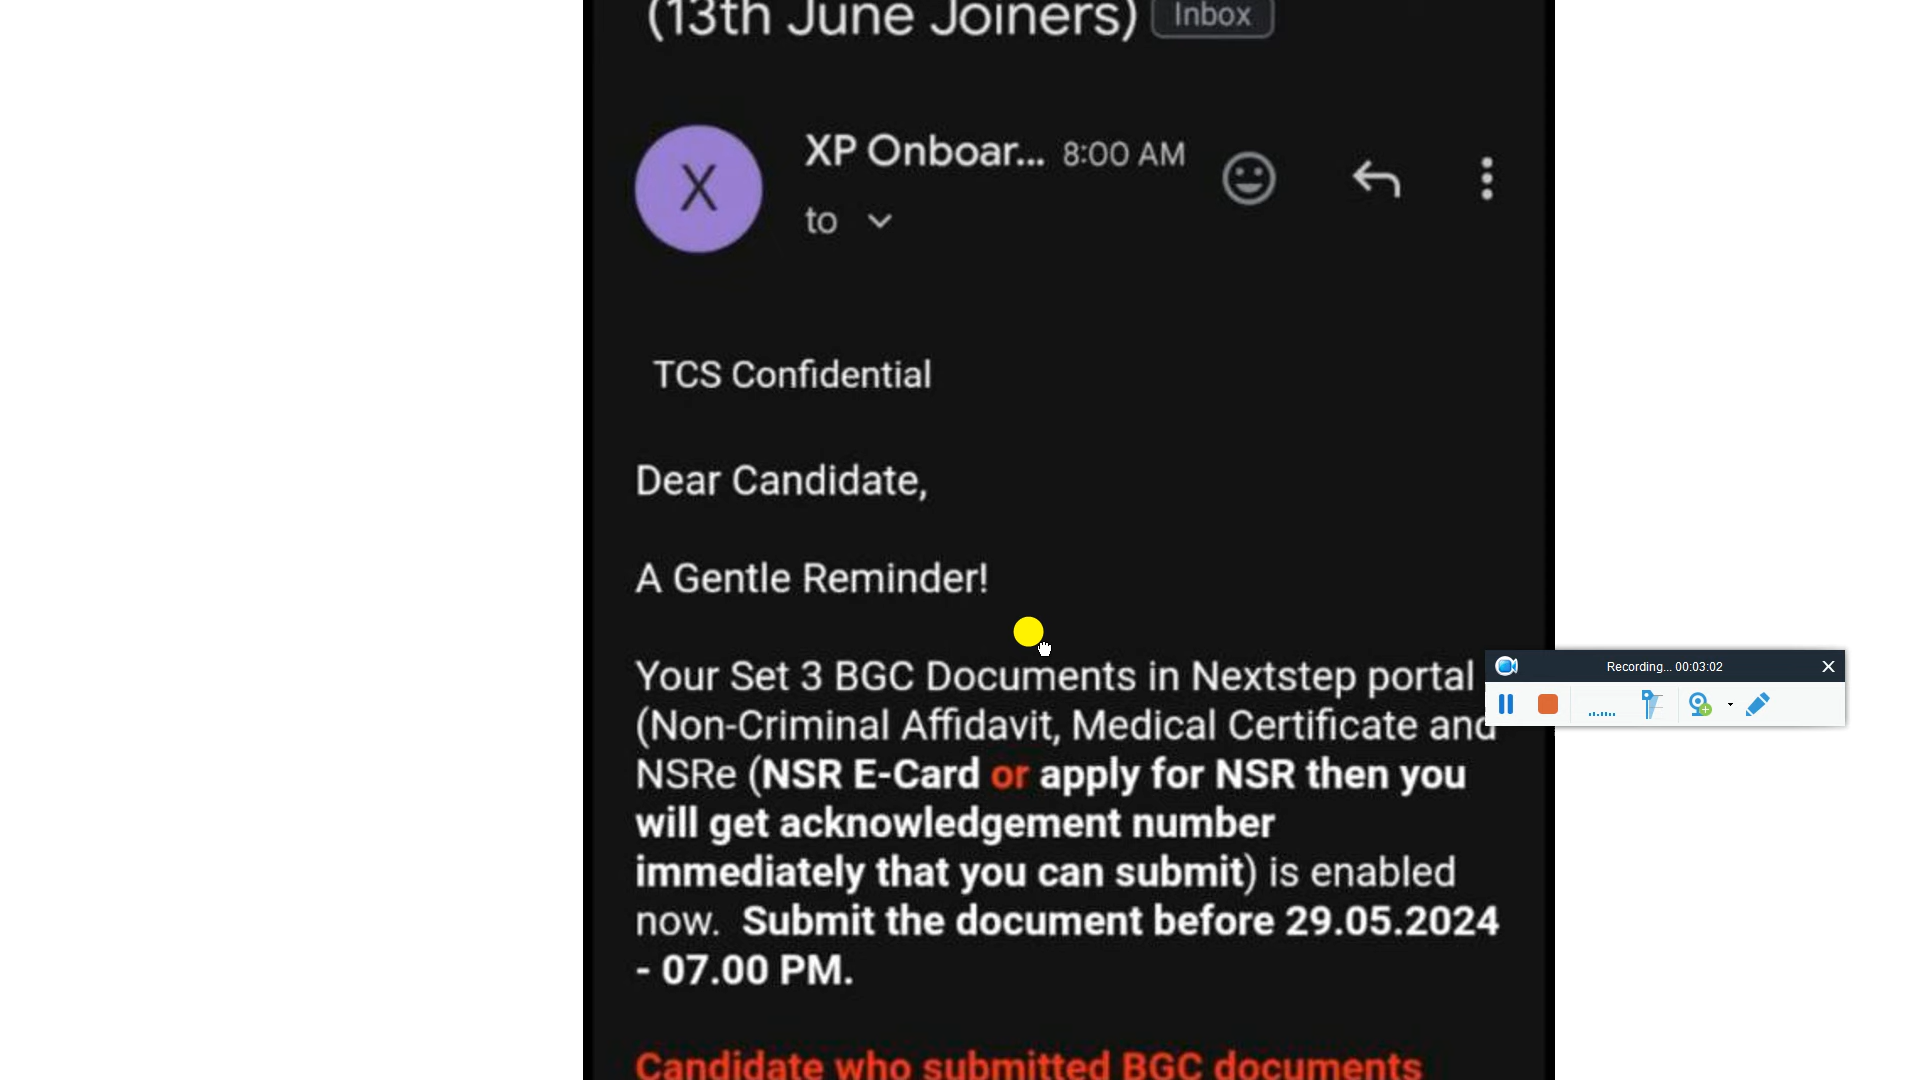 (13th June Joiners) Inbox
XP Onboar... 8:00 AM
X
to
TCS Confidential
Dear Candidate,
A Gentle Reminder!
Your Set 3 BGC Documents in Nextstep portal
Recording... 00:03:02
(Non-Criminal Affidavit, Medical Certificate and
NSRe (NSR E-Card or apply for NSR then you
will get acknowledgement number
immediately that you can submit) is enabled
now. Submit the document before 29.05.2024
- 07.00 PM.
Candidate who submitted BGC documents